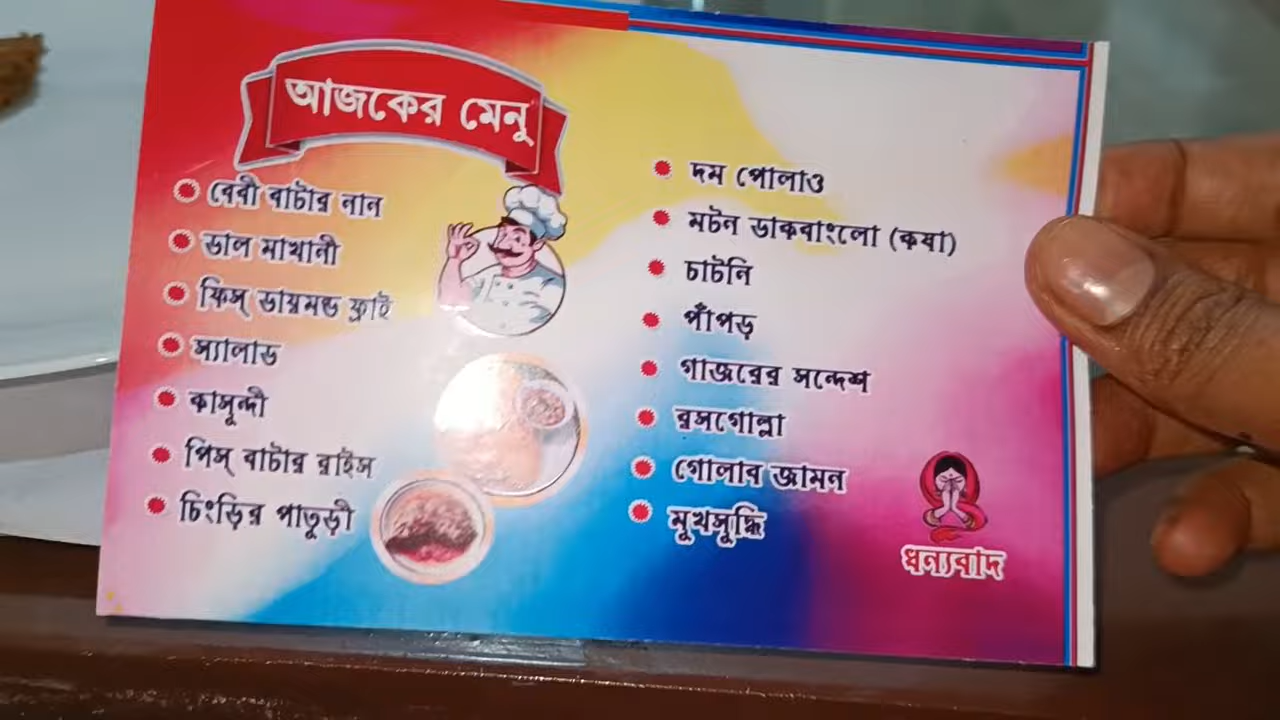 আজকের মেনু
বেবী বাটার নান
ডাল মাখানী
ফিস্ ডায়মন্ড ফ্রাই
স্যালাড
কাসুন্দী
পিস্ বাটার রাইস
চিংড়ির পাতুড়ী
দম পোলাও
মটন ডাকবাংলো (কষা)
চাটনি
পাঁপড়
গাজরের সন্দেশ
রসগোল্লা
গোলাব জামন
মুখসুদ্ধি
ধন্যবাদ